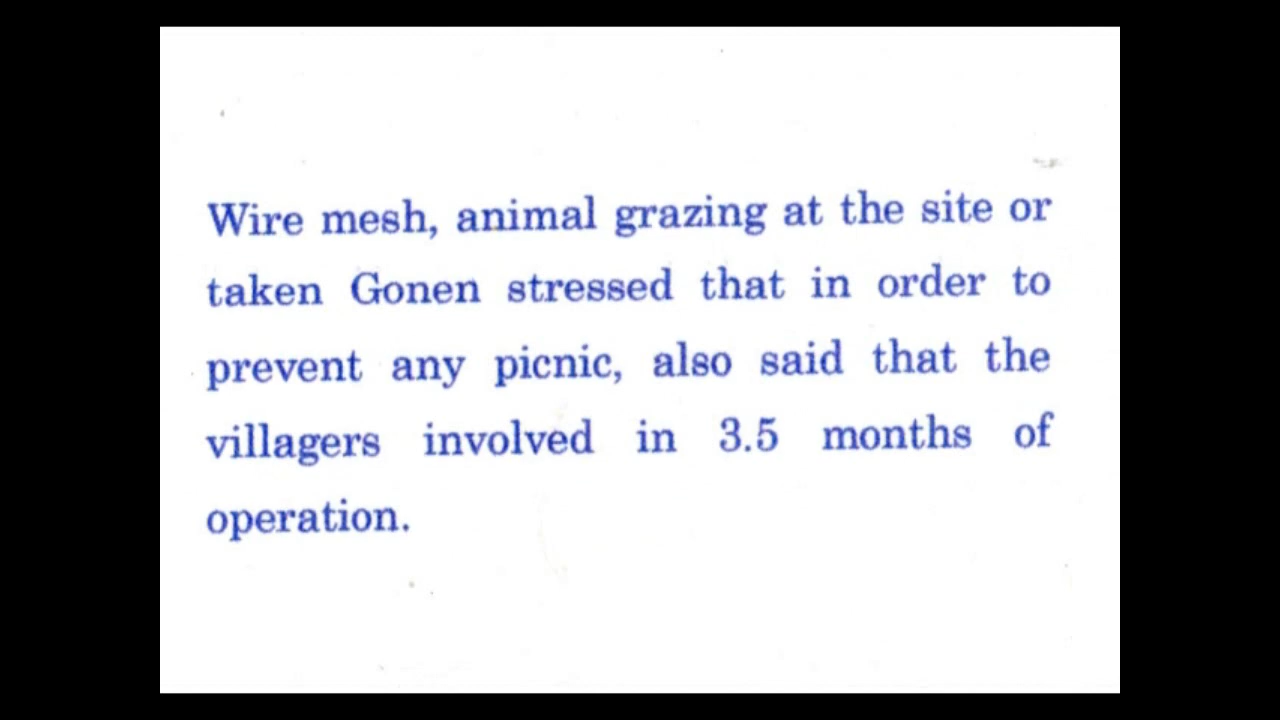 Wire mesh, animal grazing at the site or
taken Gonen stressed that in order to
prevent any picnic, also said that the
villagers involved in 3.5 months of
operation.